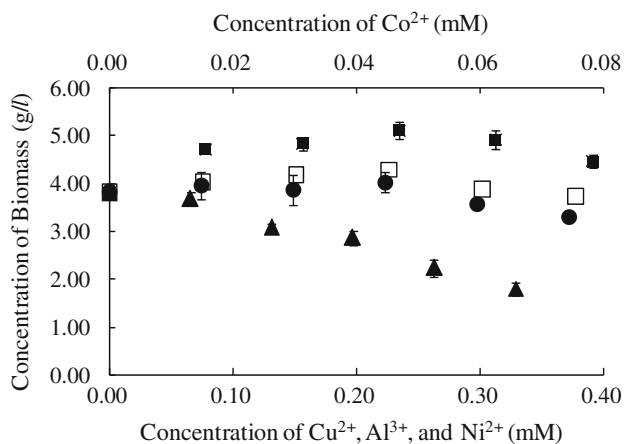 Concentration of Co²⁺ (mM)
0.00 0.02 0.04 0.06 0.08
6.00
5.00
4.00
3.00
2.00
1.00
0.00
Concentration of Biomass (g/l)
0.00 0.10 0.20 0.30 0.40
Concentration of Cu²⁺, Al³⁺, and Ni²⁺ (mM)